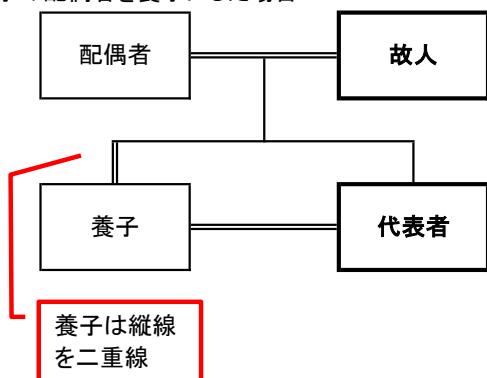 の配偶者を養子にした場合
配偶者
故人
養子
代表者
養子は縦線
を二重線